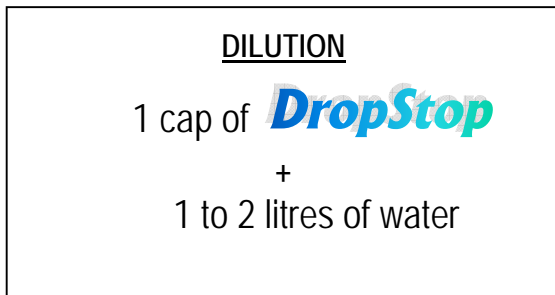 DILUTION
1 cap of DropStop
+
1 to 2 litres of water